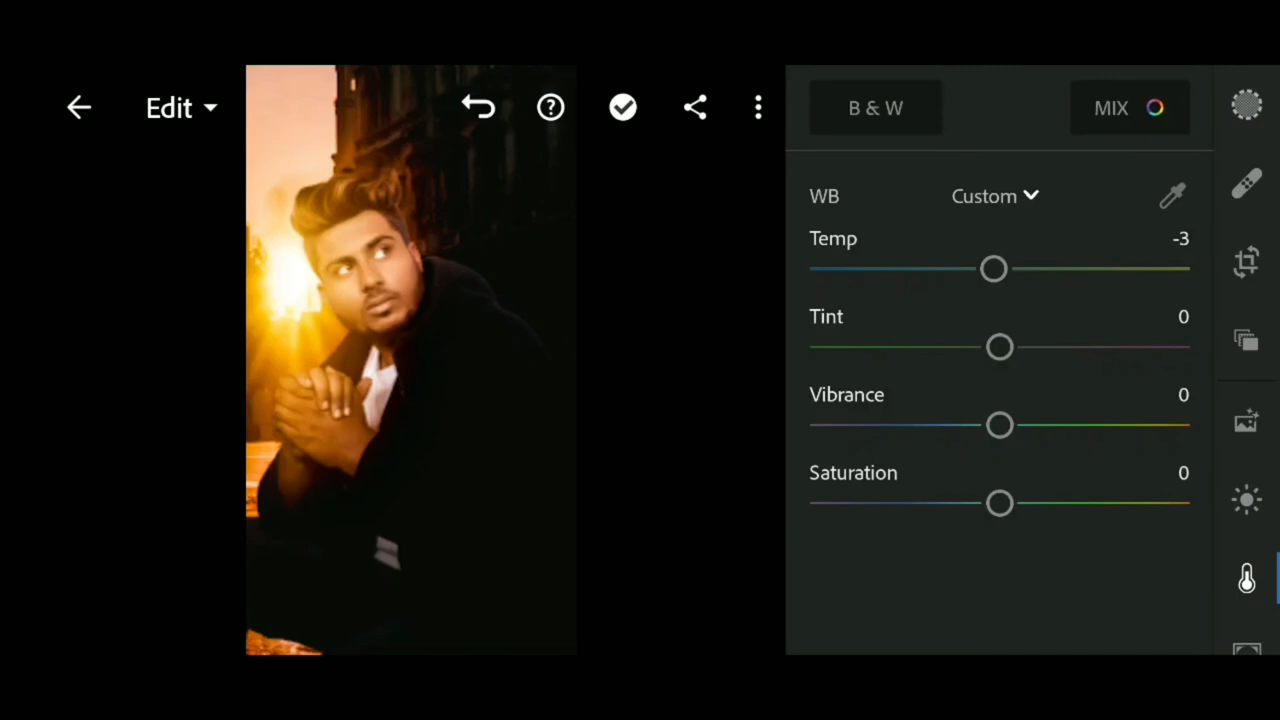 Edit
B & W
MIX
WB
Custom
Temp
-3
Tint
0
Vibrance
0
Saturation
0